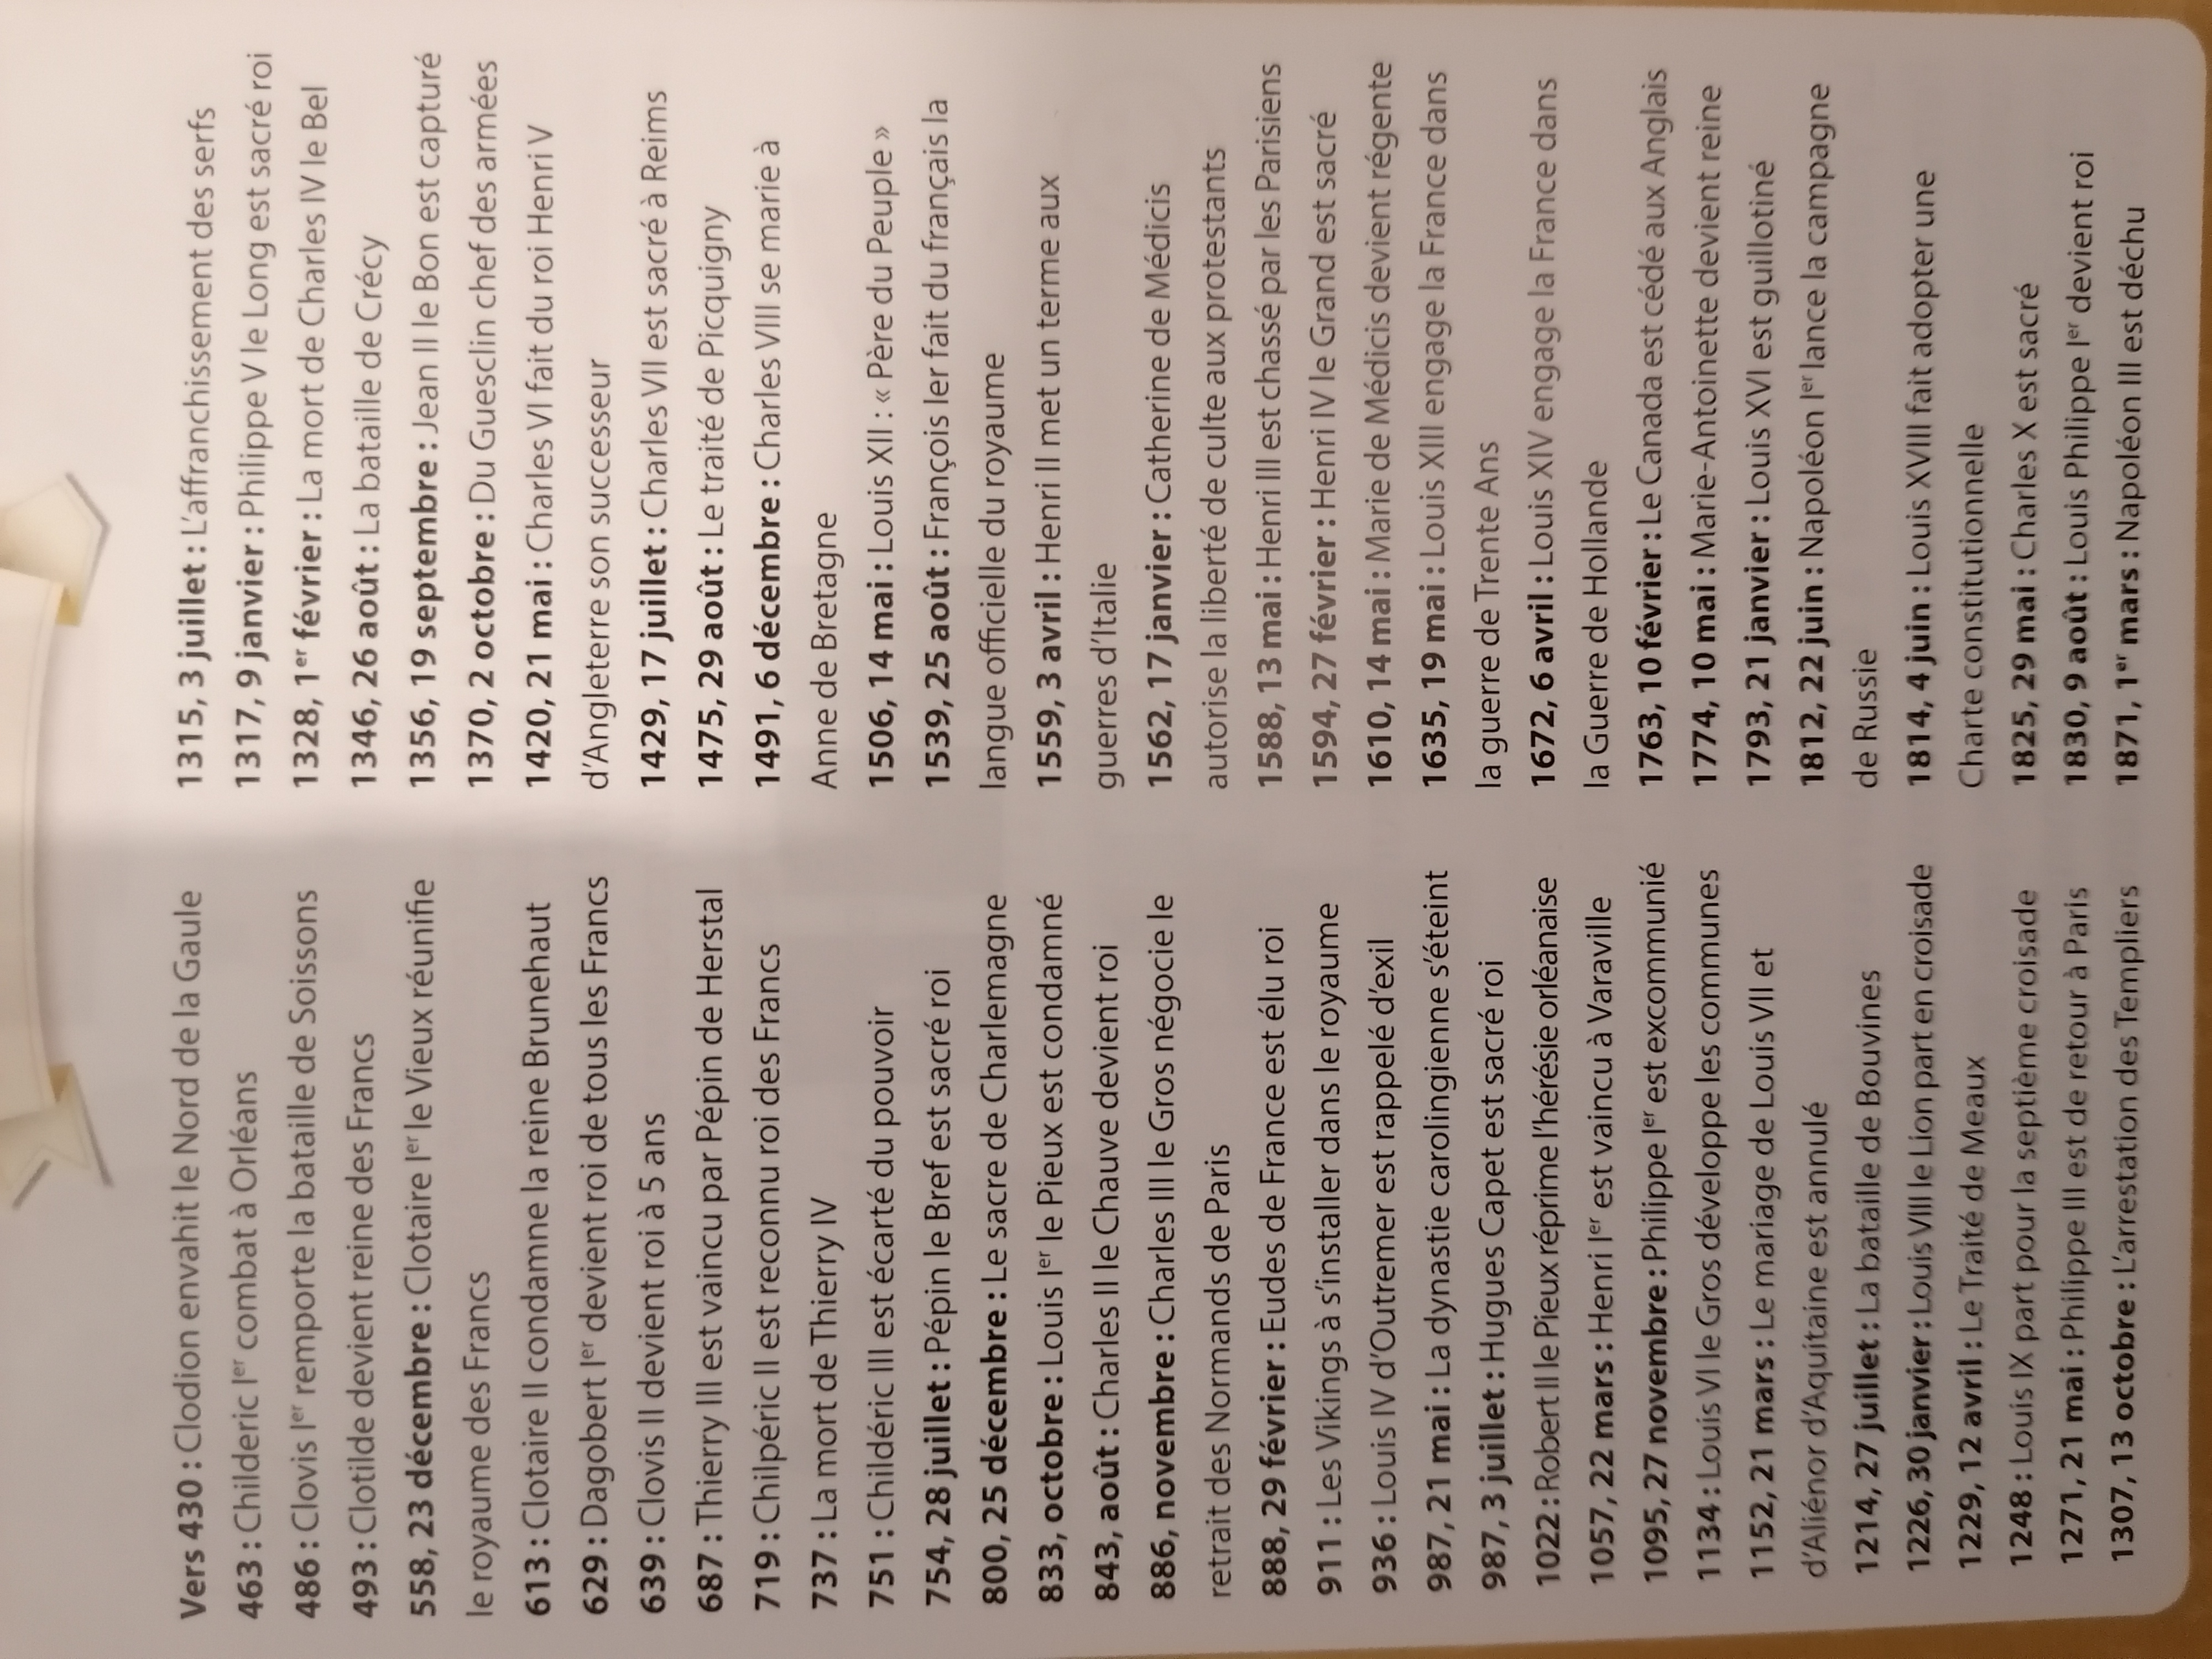 Vers 430 : Clodion envahit le Nord de la Gaule
463 : Childeric Ier combat à Orléans
486 : Clovis Ier remporte la bataille de Soissons
493 : Clotilde devient reine des Francs
558, 23 décembre : Clotaire Ier le Vieux réunifie
le royaume des Francs
613 : Clotaire II condamne la reine Brunehaut
629 : Dagobert Ier devient roi de tous les Francs
639 : Clovis II devient roi à 5 ans
687 : Thierry III est vaincu par Pépin de Herstal
719 : Chilpéric II est reconnu roi des Francs
737 : La mort de Thierry IV
751 : Childéric III est écarté du pouvoir
754, 28 juillet : Pépin le Bref est sacré roi
800, 25 décembre : Le sacre de Charlemagne
833, octobre : Louis Ier le Pieux est condamné
843, août : Charles II le Chauve devient roi
886, novembre : Charles III le Gros négocie le
retrait des Normands de Paris
888, 29 février : Eudes de France est élu roi
911 : Les Vikings à s'installer dans le royaume
936 : Louis IV d'Outremer est rappelé d'exil
987, 21 mai : La dynastie carolingienne s'éteint
987, 3 juillet : Hugues Capet est sacré roi
1022 : Robert II le Pieux réprime l'hérésie orléanaise
1057, 22 mars : Henri Ier est vaincu à Varaville
1095, 27 novembre : Philippe Ier est excommunié
1134 : Louis VI le Gros développe les communes
1152, 21 mars : Le mariage de Louis VII et
d'Aliénor d'Aquitaine est annulé
1214, 27 juillet : La bataille de Bouvines
1226, 30 janvier : Louis VIII le Lion part en croisade
1229, 12 avril : Le Traité de Meaux
1248 : Louis IX part pour la septième croisade
1271, 21 mai : Philippe III est de retour à Paris
1307, 13 octobre : L'arrestation des Templiers
1315, 3 juillet : L'affranchissement des serfs
1317, 9 janvier : Philippe V le Long est sacré roi
1328, 1er février : La mort de Charles IV le Bel
1346, 26 août : La bataille de Crécy
1356, 19 septembre : Jean II le Bon est capturé
1370, 2 octobre : Du Guesclin chef des armées
1420, 21 mai : Charles VI fait du roi Henri V
d'Angleterre son successeur
1429, 17 juillet : Charles VII est sacré à Reims
1475, 29 août : Le traité de Picquigny
1491, 6 décembre : Charles VIII se marie à
Anne de Bretagne
1506, 14 mai : Louis XII : « Père du Peuple »
1539, 25 août : François Ier fait du français la
langue officielle du royaume
1559, 3 avril : Henri II met un terme aux
guerres d'Italie
1562, 17 janvier : Catherine de Médicis
autorise la liberté de culte aux protestants
1588, 13 mai : Henri III est chassé par les Parisiens
1594, 27 février : Henri IV le Grand est sacré
1610, 14 mai : Marie de Médicis devient régente
1635, 19 mai : Louis XIII engage la France dans
la guerre de Trente Ans
1672, 6 avril : Louis XIV engage la France dans
la Guerre de Hollande
1763, 10 février : Le Canada est cédé aux Anglais
1774, 10 mai : Marie-Antoinette devient reine
1793, 21 janvier : Louis XVI est guillotiné
1812, 22 juin : Napoléon Ier lance la campagne
de Russie
1814, 4 juin : Louis XVIII fait adopter une
Charte constitutionnelle
1825, 29 mai : Charles X est sacré
1830, 9 août : Louis Philippe Ier devient roi
1871, 1er mars : Napoléon III est déchu